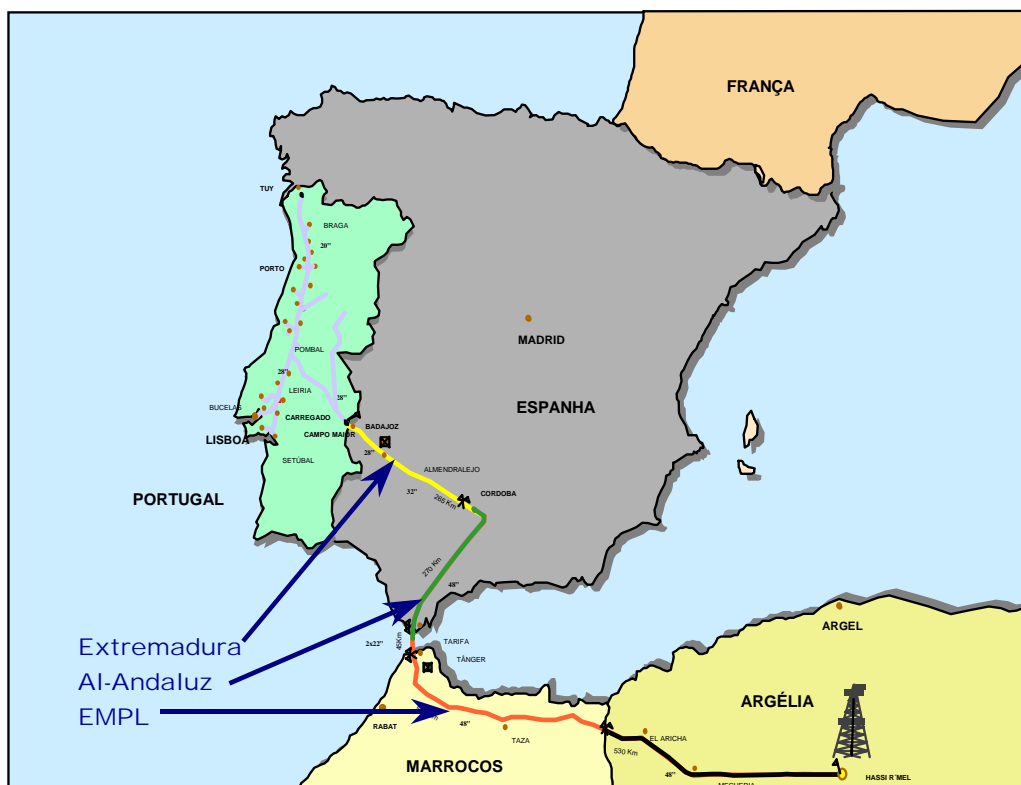 FRANÇA
TUY
BRAGA
20"
PORTO
MADRID
POMBAL
28"
LEIRIA
28"
ESPANHA
BUCELAS
CARREGADO
BADAJOZ
LISBOA
CAMPO MAIOR
28"
SETÚBAL
ALMENDRALEJO
32"
265 Km
CORDOBA
PORTUGAL
270 Km
48"
ARGEL
Extremadura
2x22"
45Km
TARIFA
TÂNGER
Al-Andaluz
ARGÉLIA
EMPL
RABAT
48"
TAZA
EL ARICHA
530 Km
MARROCOS
48"
HASSI R´MEL